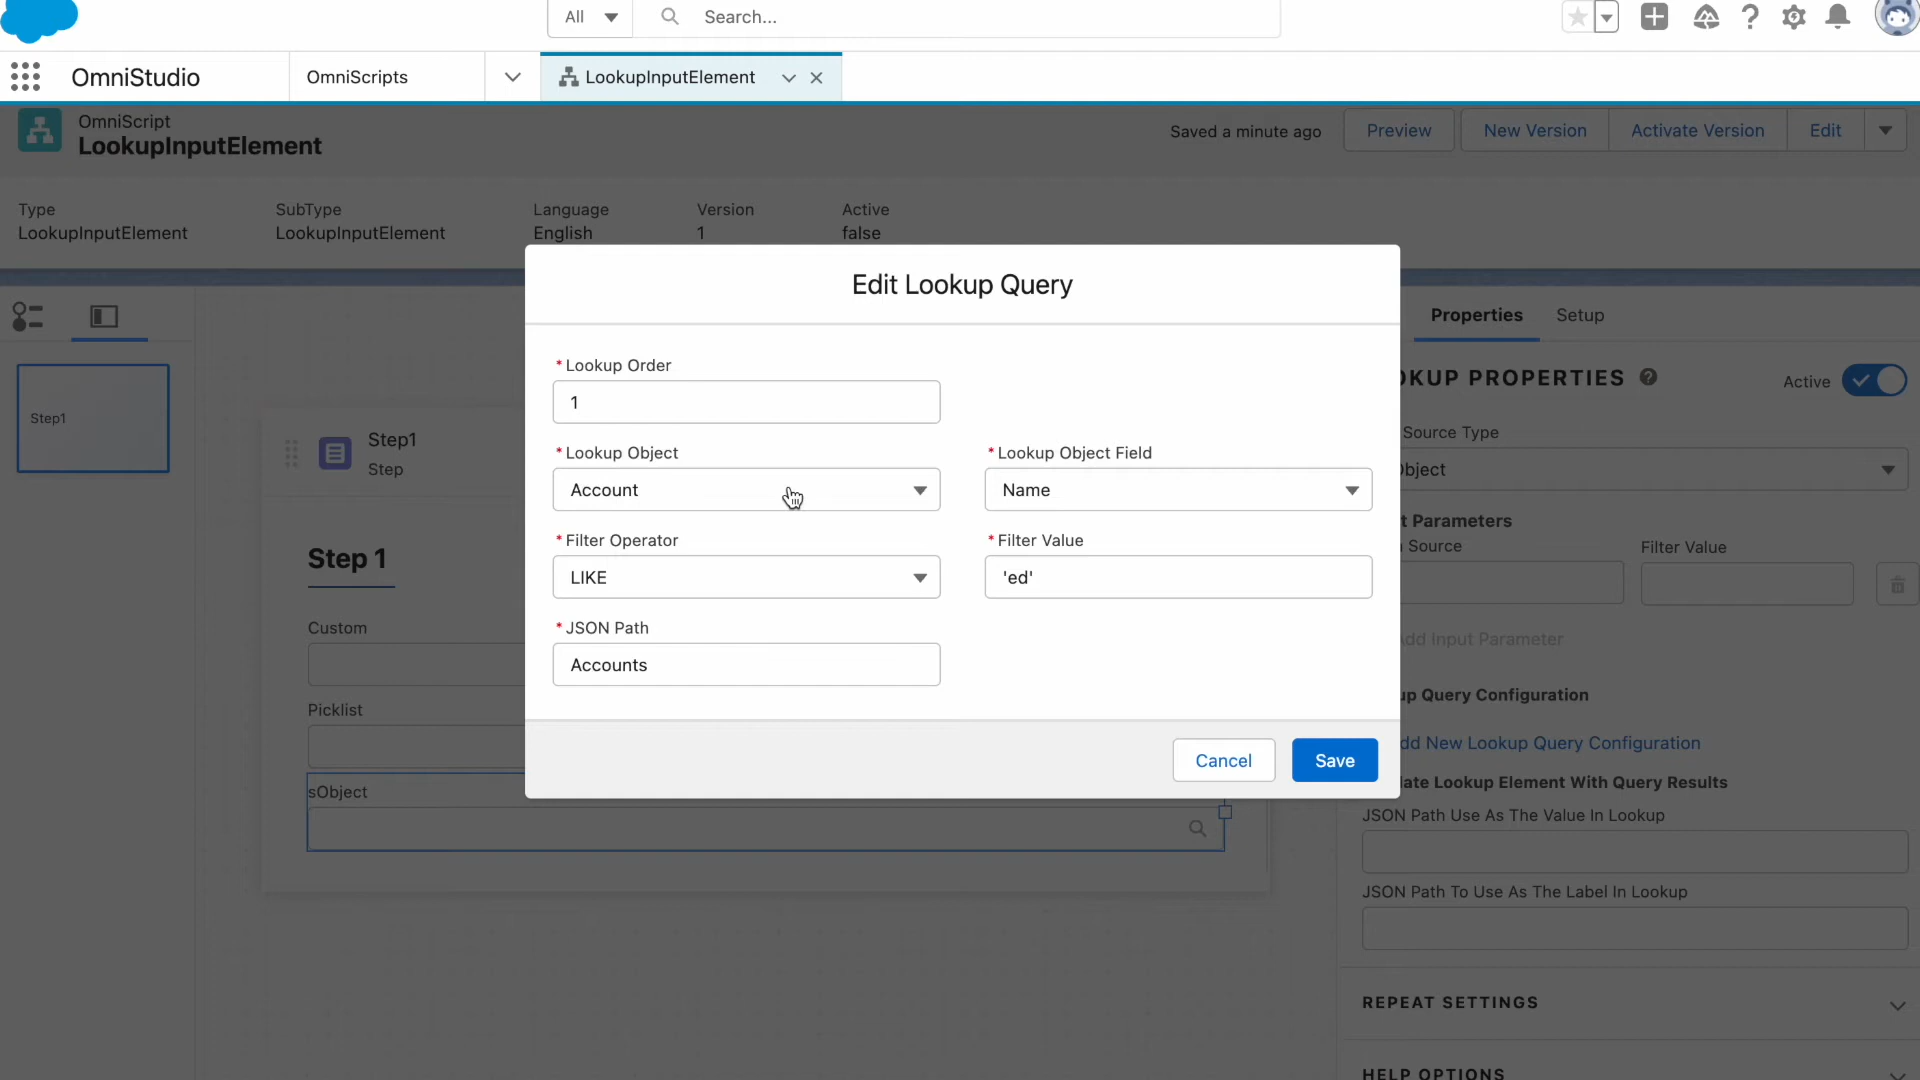 All
Search...
OmniStudio
OmniScripts
LookupInputElement
OmniScript
LookupInputElement
Saved a minute ago
Preview
New Version
Activate Version
Edit
Type
SubType
Language
Version
Active
LookupInputElement
LookupInputElement
English
1
false
Edit Lookup Query
Properties
Setup
* Lookup Order
1
OKUP PROPERTIES
Active
Step1
Step1
Step
Source Type
Object
* Lookup Object
* Lookup Object Field
Account
Name
t Parameters
Source
Filter Value
* Filter Operator
* Filter Value
LIKE
'ed'
Step 1
* JSON Path
Accounts
Custom
Add Input Parameter
Picklist
up Query Configuration
Cancel
Save
dd New Lookup Query Configuration
sObject
late Lookup Element With Query Results
JSON Path Use As The Value In Lookup
JSON Path To Use As The Label In Lookup
REPEAT SETTINGS
HELP OPTIONS